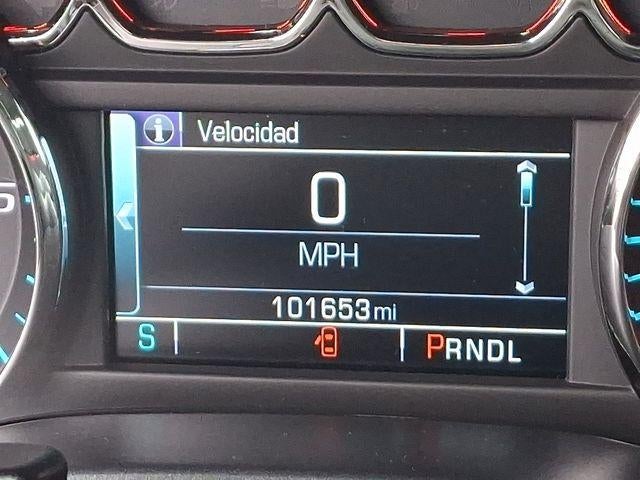 Velocidad
0
MPH
101653mi
S
PRNDL